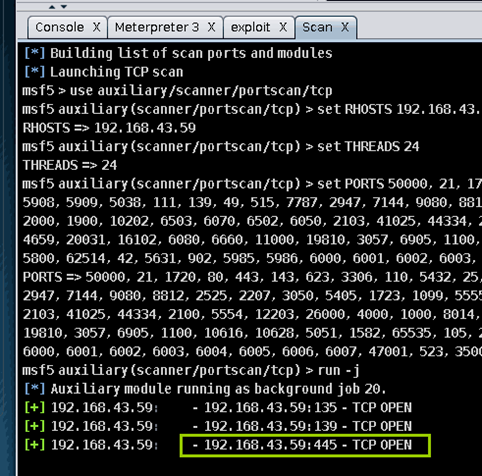 Console X Meterpreter 3 X exploit X Scan X
[*] Building list of scan ports and modules
[*] Launching TCP scan
msf5 > use auxiliary/scanner/portscan/tcp
msf5 auxiliary(scanner/portscan/tcp) > set RHOSTS 192.168.43.
RHOSTS => 192.168.43.59
msf5 auxiliary(scanner/portscan/tcp) > set THREADS 24
THREADS => 24
msf5 auxiliary(scanner/portscan/tcp) > set PORTS 50000, 21, 17
5908, 5909, 5038, 111, 139, 49, 515, 7787, 2947, 7144, 9080, 881
2000, 1900, 10202, 6503, 6070, 6502, 6050, 2103, 41025, 44334, 2
4659, 20031, 16102, 6080, 6660, 11000, 19810, 3057, 6905, 1100,
5800, 62514, 42, 5631, 902, 5985, 5986, 6000, 6001, 6002, 6003,
PORTS => 50000, 21, 1720, 80, 443, 143, 623, 3306, 110, 5432, 25,
2947, 7144, 9080, 8812, 2525, 2207, 3050, 5405, 1723, 1099, 5555
2103, 41025, 44334, 2100, 5554, 12203, 26000, 4000, 1000, 8014,
19810, 3057, 6905, 1100, 10616, 10628, 5051, 1582, 65535, 105, 2
6000, 6001, 6002, 6003, 6004, 6005, 6006, 6007, 47001, 523, 3500
msf5 auxiliary(scanner/portscan/tcp) > run -j
[*] Auxiliary module running as background job 20.
[+] 192.168.43.59: - 192.168.43.59:135 - TCP OPEN
[+] 192.168.43.59: - 192.168.43.59:139 - TCP OPEN
[+] 192.168.43.59: - 192.168.43.59:445 - TCP OPEN